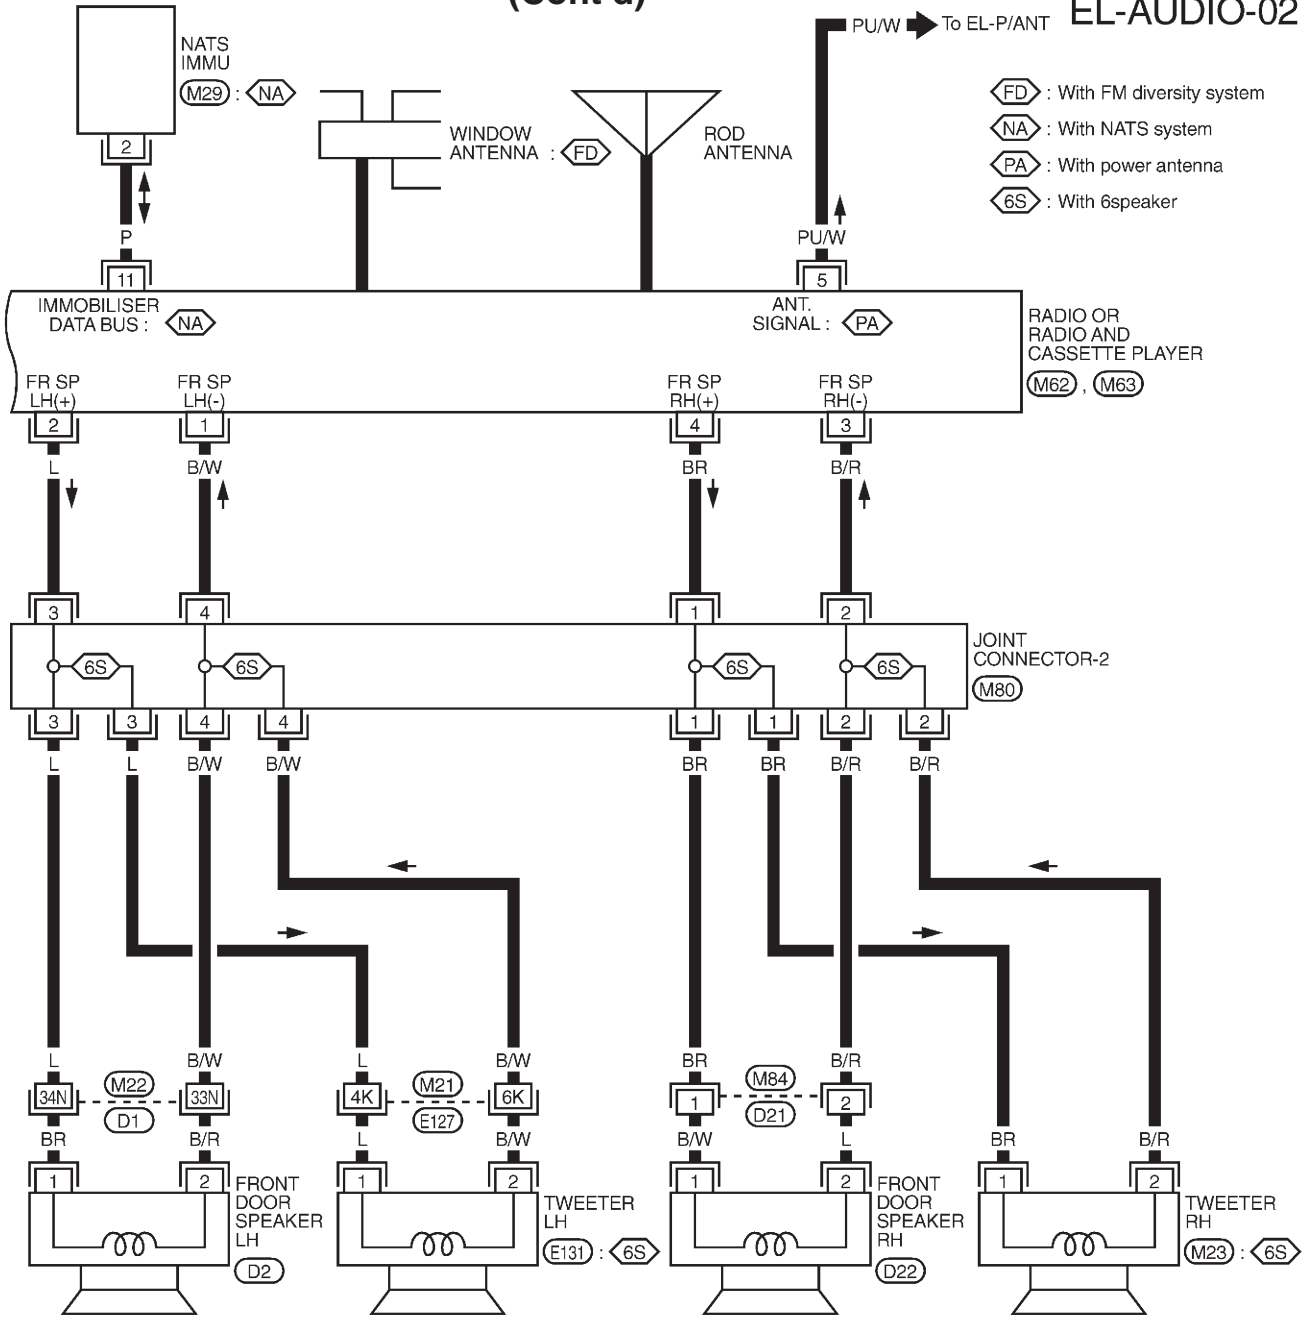 (Cont'd)
EL-AUDIO-02
PU/W To EL-P/ANT
NATS
IMMU
M29 : NA
2
P
11
WINDOW
ANTENNA : FD
ROD
ANTENNA
PU/W
5
FD : With FM diversity system
NA : With NATS system
PA : With power antenna
6S : With 6speaker
IMMOBILISER
DATA BUS : NA
ANT.
SIGNAL : PA
RADIO OR
RADIO AND
CASSETTE PLAYER
M62 , M63
FR SP
LH(+)
FR SP
LH(-)
FR SP
RH(+)
FR SP
RH(-)
2 1 4 3
L B/W BR B/R
3 4 1 2
6S 6S 6S 6S
JOINT
CONNECTOR-2
M80
3 3 4 4 1 1 2 2
L L B/W B/W BR BR B/R B/R
L B/W L B/W BR B/R
34N M22 33N 4K M21 6K 1 M84 2
D1 E127 D21
BR B/R L B/W B/W L BR B/R
1 2 1 2 1 2 1 2
FRONT
DOOR
SPEAKER
LH
D2
TWEETER
LH
E131 : 6S
FRONT
DOOR
SPEAKER
RH
D22
TWEETER
RH
M23 : 6S